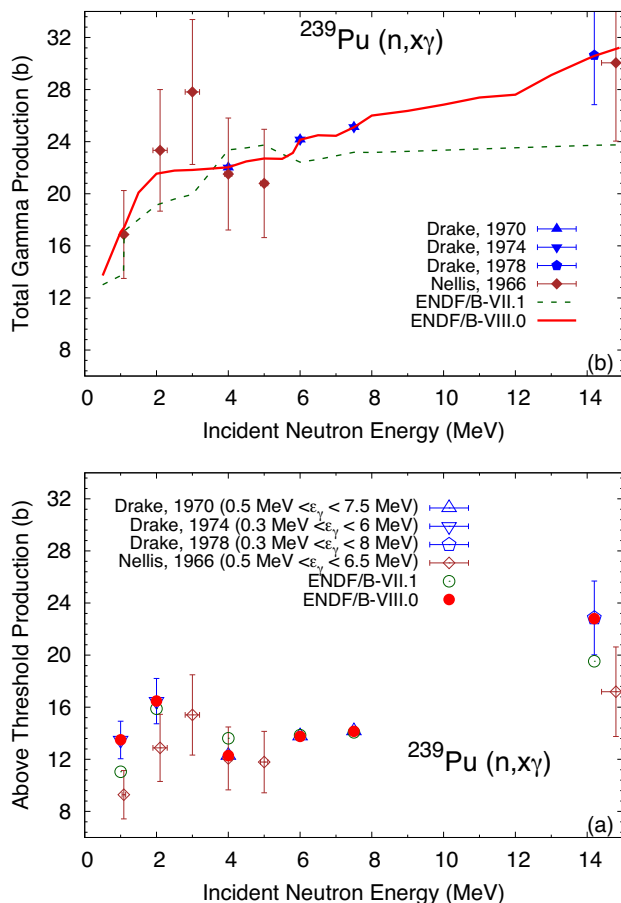 ²³⁹Pu (n,xγ)
Total Gamma Production (b)
32
28
24
20
16
12
8
Drake, 1970
Drake, 1974
Drake, 1978
Nellis, 1966
ENDF/B-VII.1
ENDF/B-VIII.0
(b)
0 2 4 6 8 10 12 14
Incident Neutron Energy (MeV)
Above Threshold Production (b)
32
28
24
20
16
12
8
Drake, 1970 (0.5 MeV <ε_γ < 7.5 MeV)
Drake, 1974 (0.3 MeV <ε_γ < 6 MeV)
Drake, 1978 (0.3 MeV <ε_γ < 8 MeV)
Nellis, 1966 (0.5 MeV <ε_γ < 6.5 MeV)
ENDF/B-VII.1
ENDF/B-VIII.0
²³⁹Pu (n,xγ)
(a)
0 2 4 6 8 10 12 14
Incident Neutron Energy (MeV)